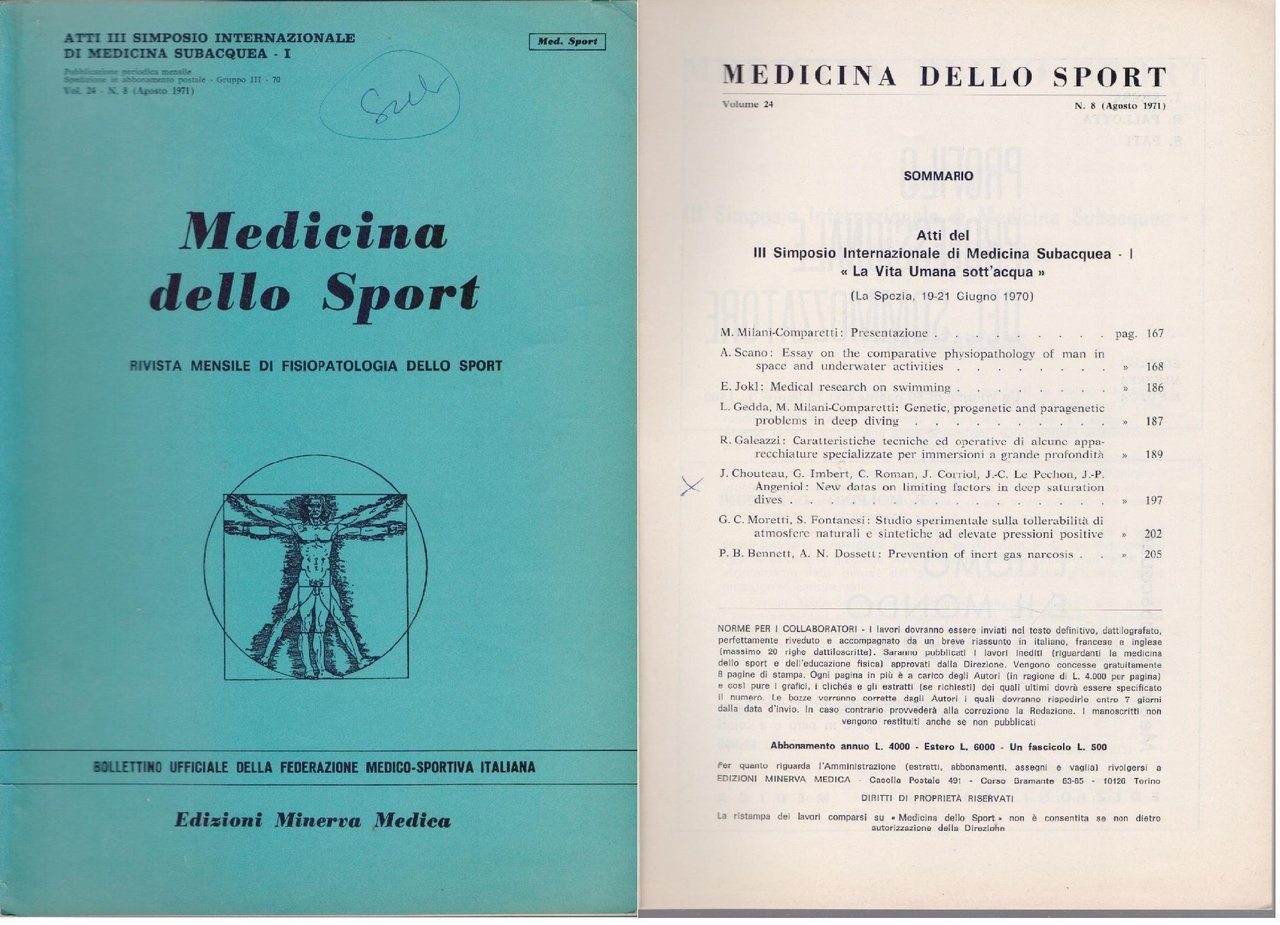 ATTI III SIMPOSIO INTERNAZIONALE
DI MEDICINA SUBACQUEA - I
Pubblicazione periodica mensile
Spedizione in abbonamento postale - Gruppo III - 70
Vol. 24 - N. 8 (Agosto 1971)
Med. Sport
Medicina
dello Sport
RIVISTA MENSILE DI FISIOPATOLOGIA DELLO SPORT
BOLLETTINO UFFICIALE DELLA FEDERAZIONE MEDICO-SPORTIVA ITALIANA
Edizioni Minerva Medica
MEDICINA DELLO SPORT
Volume 24
N. 8 (Agosto 1971)
SOMMARIO
Atti del
III Simposio Internazionale di Medicina Subacquea - I
« La Vita Umana sott'acqua »
(La Spezia, 19-21 Giugno 1970)
M. Milani-Comparetti: Presentazione . . . . . . . . . pag. 167
A. Scano: Essay on the comparative physiopathology of man in
space and underwater activities . . . . . . . . » 168
E. Jokl: Medical research on swimming . . . . . . . . » 186
L. Gedda, M. Milani-Comparetti: Genetic, progenetic and paragenetic
problems in deep diving . . . . . . . . . . » 187
R. Galeazzi: Caratteristiche tecniche ed operative di alcune appa-
recchiature specializzate per immersioni a grande profondità » 189
J. Chouteau, G. Imbert, C. Roman, J. Corriol, J.-C. Le Pechon, J.-P.
Angeniol: New datas on limiting factors in deep saturation
dives . . . . . . . . . . . . . . . » 197
G. C. Moretti, S. Fontanesi: Studio sperimentale sulla tollerabilità di
atmosfere naturali e sintetiche ad elevate pressioni positive » 202
P. B. Bennett, A. N. Dossett: Prevention of inert gas narcosis . . » 205
NORME PER I COLLABORATORI - I lavori dovranno essere inviati nel testo definitivo, dattilografato,
perfettamente riveduto e accompagnato da un breve riassunto in italiano, francese e inglese
(massimo 20 righe dattiloscritte). Saranno pubblicati i lavori inediti (riguardanti la medicina
dello sport e dell'educazione fisica) approvati dalla Direzione. Vengono concesse gratuitamente
8 pagine di stampa. Ogni pagina in più è a carico degli Autori (in ragione di L. 4.000 per pagina)
e così pure i grafici, i clichés e gli estratti (se richiesti) dei quali ultimi dovrà essere specificato
il numero. Le bozze verranno corrette dagli Autori i quali dovranno rispedirle entro 7 giorni
dalla data d'invio. In caso contrario provvederà alla correzione la Redazione. I manoscritti non
vengono restituiti anche se non pubblicati
Abbonamento annuo L. 4000 - Estero L. 6000 - Un fascicolo L. 500
Per quanto riguarda l'Amministrazione (estratti, abbonamenti, assegni e vaglia) rivolgersi a
EDIZIONI MINERVA MEDICA - Casella Postale 491 - Corso Bramante 83-85 - 10126 Torino
DIRITTI DI PROPRIETÀ RISERVATI
La ristampa dei lavori comparsi su « Medicina dello Sport » non è consentita se non dietro
autorizzazione della Direzione